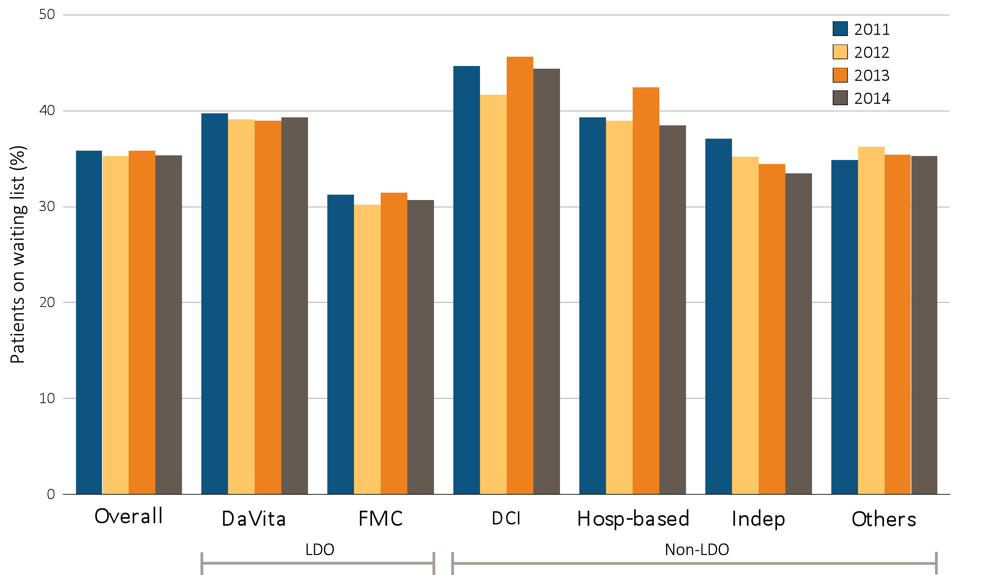 Patients on waiting list (%)
50
40
30
20
10
0
2011
2012
2013
2014
Overall
DaVita
FMC
DCI
Hosp-based
Indep
Others
LDO
Non-LDO